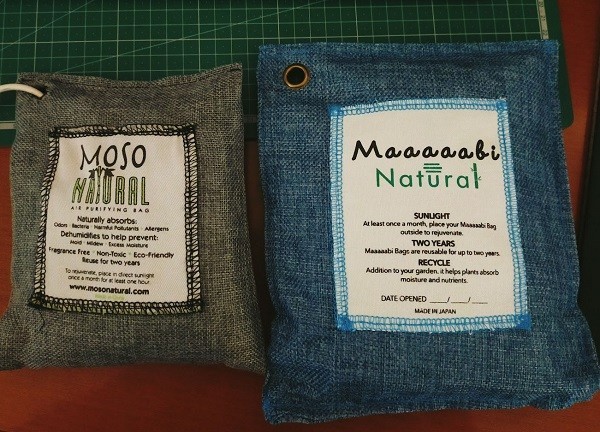 MOSO
NATURAL
AIR PURIFYING BAG
Naturally absorbs:
Odors · Bacteria · Harmful Pollutants · Allergens
Dehumidifies to help prevent:
Mold · Mildew · Excess Moisture
Fragrance Free · Non-Toxic · Eco-Friendly
Reuse for two years
To rejuvenate, place in direct sunlight
once a month for at least one hour
www.mosonatural.com
Maaaaabi
Natural
SUNLIGHT
At least once a month, place your Maaaaabi Bag
outside to rejuvenate.
TWO YEARS
Maaaaabi Bags are reusable for up to two years.
RECYCLE
Addition to your garden, it helps plants absorb
moisture and nutrients.
DATE OPENED ____/____/____
MADE IN JAPAN